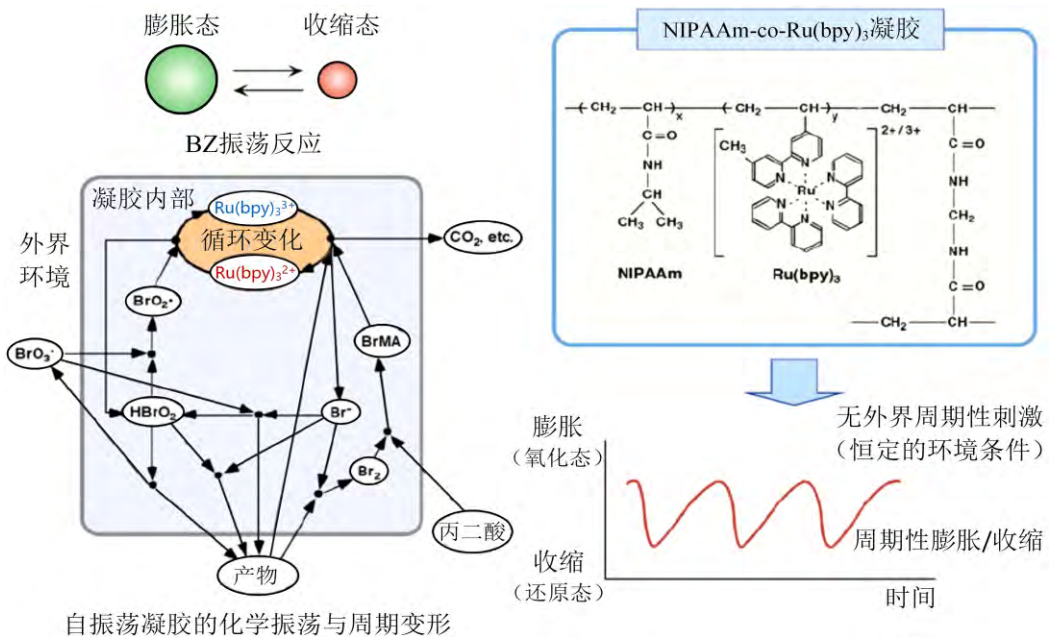 膨胀态
收缩态
BZ振荡反应
凝胶内部
外界
环境
Ru(bpy)₃³⁺
循环变化
Ru(bpy)₃²⁺
CO₂, etc.
BrO₂•
BrMA
BrO₃⁻
HBrO₂
Br⁻
Br₂
丙二酸
产物
自振荡凝胶的化学振荡与周期变形
NIPAAm-co-Ru(bpy)₃凝胶
CH₂ CH x CH₂ CH y CH₂ CH
2+/3+
C=O
NH
CH
CH₃ CH₃
CH₃
N N
N Ru N
N N
C=O
NH
CH₂
NH
C=O
CH₂ CH
NIPAAm
Ru(bpy)₃
膨胀
(氧化态)
无外界周期性刺激
(恒定的环境条件)
周期性膨胀/收缩
收缩
(还原态)
时间